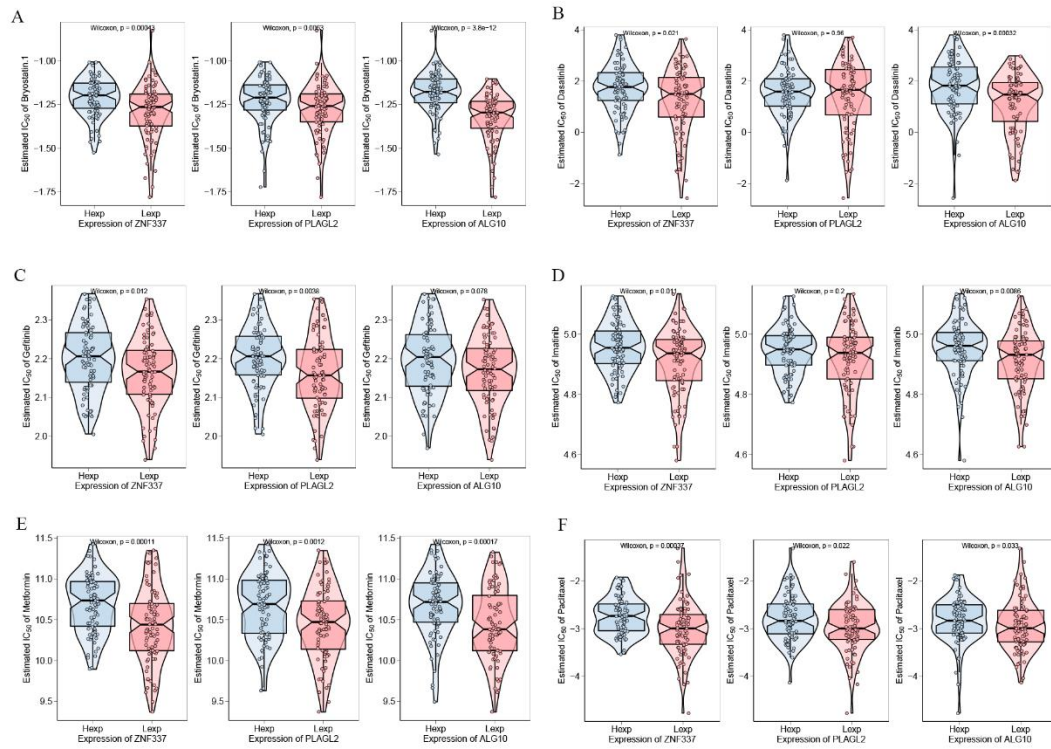 A
Wilcoxon, p = 0.00043
Estimated IC50 of Bryostatin.1
−1.00
−1.25
−1.50
−1.75
Hexp Lexp
Expression of ZNF337
Estimated IC50 of Bryostatin.1
−1.00
−1.25
−1.50
−1.75
Hexp Lexp
Expression of PLAGL2
Wilcoxon, p = 3.8e−12
Estimated IC50 of Bryostatin.1
−1.00
−1.25
−1.50
−1.75
Hexp Lexp
Expression of ALG10
B
Wilcoxon, p = 0.021
Estimated IC50 of Dasatinib
4
2
0
−2
Hexp Lexp
Expression of ZNF337
Wilcoxon, p = 0.96
Estimated IC50 of Dasatinib
4
2
0
−2
Hexp Lexp
Expression of PLAGL2
Wilcoxon, p = 0.00032
Estimated IC50 of Dasatinib
4
2
0
−2
Hexp Lexp
Expression of ALG10
C
Wilcoxon, p = 0.012
Estimated IC50 of Gefitinib
2.3
2.2
2.1
2.0
Hexp Lexp
Expression of ZNF337
Wilcoxon, p = 0.0036
Estimated IC50 of Gefitinib
2.3
2.2
2.1
2.0
Hexp Lexp
Expression of PLAGL2
Wilcoxon, p = 0.078
Estimated IC50 of Gefitinib
2.3
2.2
2.1
2.0
Hexp Lexp
Expression of ALG10
D
Wilcoxon, p = 0.011
Estimated IC50 of Imatinib
5.0
4.8
4.6
Hexp Lexp
Expression of ZNF337
Wilcoxon, p = 0.2
Estimated IC50 of Imatinib
5.0
4.8
4.6
Hexp Lexp
Expression of PLAGL2
Wilcoxon, p = 0.0066
Estimated IC50 of Imatinib
5.0
4.8
4.6
Hexp Lexp
Expression of ALG10
E
Wilcoxon, p = 0.00011
Estimated IC50 of Metformin
11.5
11.0
10.5
10.0
9.5
Hexp Lexp
Expression of ZNF337
Wilcoxon, p = 0.0012
Estimated IC50 of Metformin
11.5
11.0
10.5
10.0
9.5
Hexp Lexp
Expression of PLAGL2
Wilcoxon, p = 0.00017
Estimated IC50 of Metformin
11.5
11.0
10.5
10.0
9.5
Hexp Lexp
Expression of ALG10
F
Wilcoxon, p = 0.00037
Estimated IC50 of Paclitaxel
−2
−3
−4
Hexp Lexp
Expression of ZNF337
Wilcoxon, p = 0.022
Estimated IC50 of Paclitaxel
−2
−3
−4
Hexp Lexp
Expression of PLAGL2
Wilcoxon, p = 0.033
Estimated IC50 of Paclitaxel
−2
−3
−4
Hexp Lexp
Expression of ALG10